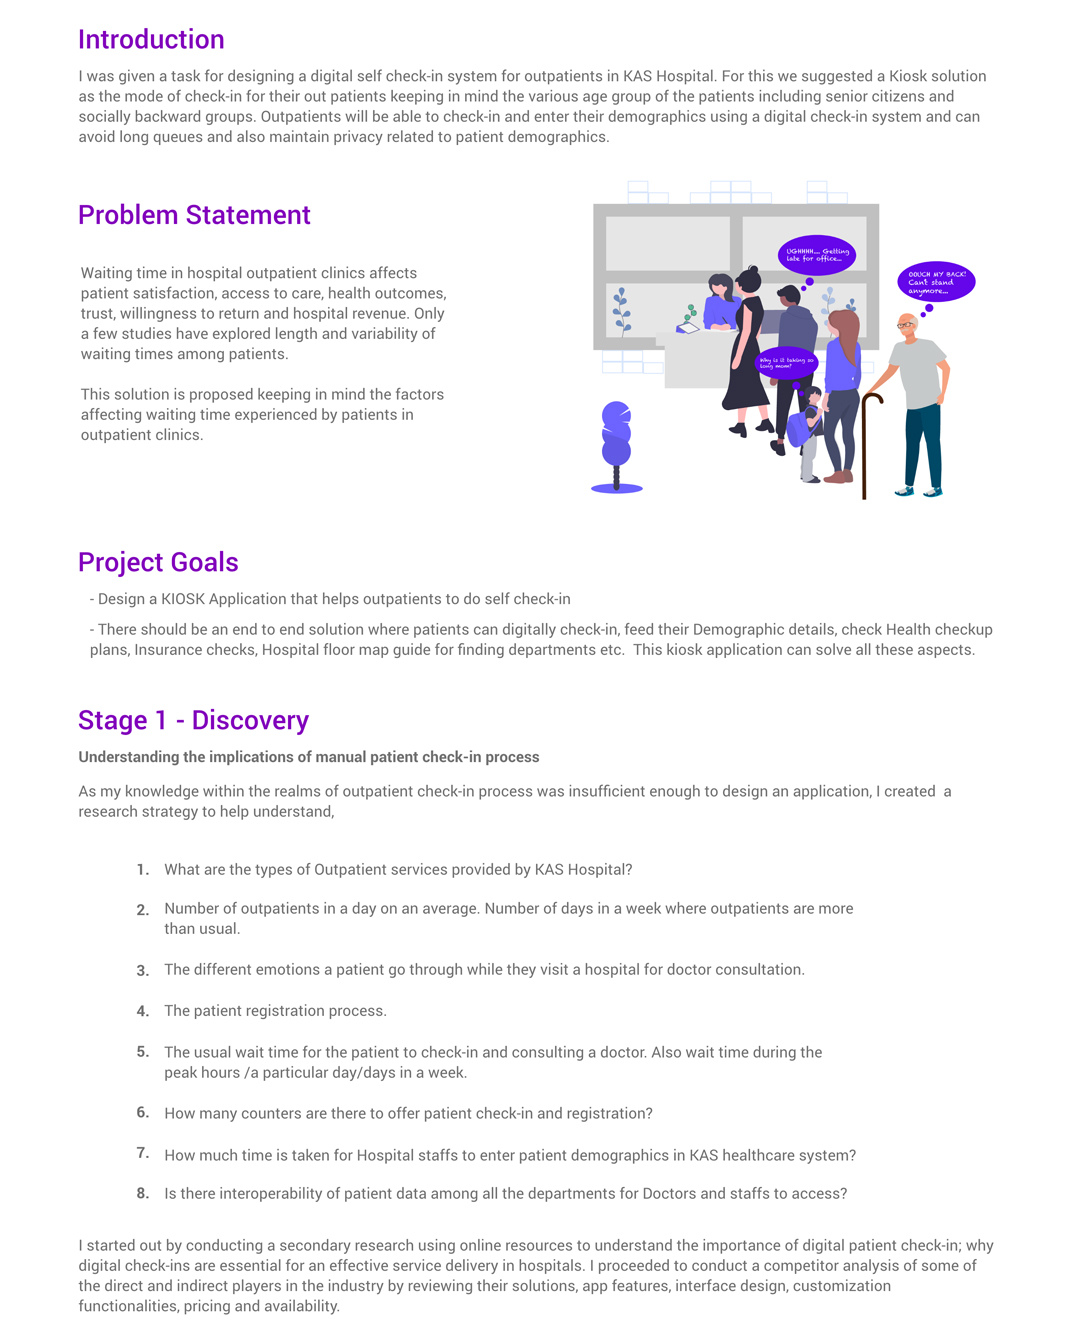 Introduction
I was given a task for designing a digital self check-in system for outpatients in KAS Hospital. For this we suggested a Kiosk solution
as the mode of check-in for their out patients keeping in mind the various age group of the patients including senior citizens and
socially backward groups. Outpatients will be able to check-in and enter their demographics using a digital check-in system and can
avoid long queues and also maintain privacy related to patient demographics.
Problem Statement
Waiting time in hospital outpatient clinics affects
patient satisfaction, access to care, health outcomes,
trust, willingness to return and hospital revenue. Only
a few studies have explored length and variability of
waiting times among patients.
This solution is proposed keeping in mind the factors
affecting waiting time experienced by patients in
outpatient clinics.
UGHHHH.... Getting
late for office...
OOUCH MY BACK!
Can't stand
anymore...
Why is it taking so
long mom?
Project Goals
- Design a KIOSK Application that helps outpatients to do self check-in
- There should be an end to end solution where patients can digitally check-in, feed their Demographic details, check Health checkup
plans, Insurance checks, Hospital floor map guide for finding departments etc.  This kiosk application can solve all these aspects.
Stage 1 - Discovery
Understanding the implications of manual patient check-in process
As my knowledge within the realms of outpatient check-in process was insufficient enough to design an application, I created  a
research strategy to help understand,
1. What are the types of Outpatient services provided by KAS Hospital?
2. Number of outpatients in a day on an average. Number of days in a week where outpatients are more
than usual.
3. The different emotions a patient go through while they visit a hospital for doctor consultation.
4. The patient registration process.
5. The usual wait time for the patient to check-in and consulting a doctor. Also wait time during the
peak hours /a particular day/days in a week.
6. How many counters are there to offer patient check-in and registration?
7. How much time is taken for Hospital staffs to enter patient demographics in KAS healthcare system?
8. Is there interoperability of patient data among all the departments for Doctors and staffs to access?
I started out by conducting a secondary research using online resources to understand the importance of digital patient check-in; why
digital check-ins are essential for an effective service delivery in hospitals. I proceeded to conduct a competitor analysis of some of
the direct and indirect players in the industry by reviewing their solutions, app features, interface design, customization
functionalities, pricing and availability.